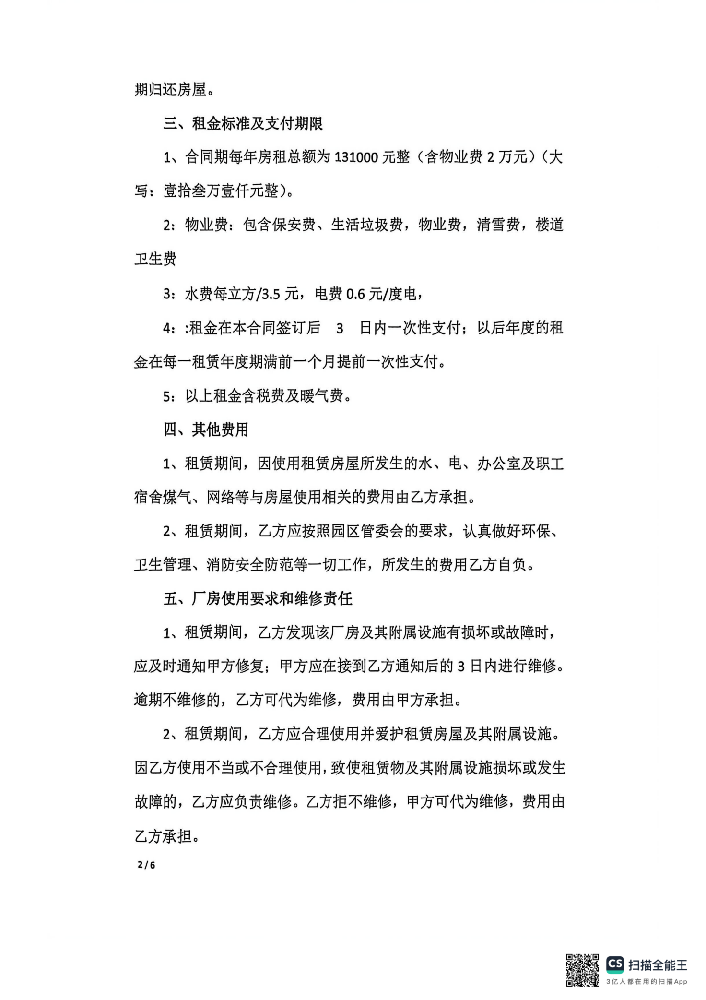 期归还房屋。
三、租金标准及支付期限
1、合同期每年房租总额为 131000 元整（含物业费 2 万元）（大
写：壹拾叁万壹仟元整）。
2：物业费：包含保安费、生活垃圾费，物业费，清雪费，楼道
卫生费
3：水费每立方/3.5 元，电费 0.6 元/度电，
4：:租金在本合同签订后 3 日内一次性支付；以后年度的租
金在每一租赁年度期满前一个月提前一次性支付。
5：以上租金含税费及暖气费。
四、其他费用
1、租赁期间，因使用租赁房屋所发生的水、电、办公室及职工
宿舍煤气、网络等与房屋使用相关的费用由乙方承担。
2、租赁期间，乙方应按照园区管委会的要求，认真做好环保、
卫生管理、消防安全防范等一切工作，所发生的费用乙方自负。
五、厂房使用要求和维修责任
1、租赁期间，乙方发现该厂房及其附属设施有损坏或故障时，
应及时通知甲方修复；甲方应在接到乙方通知后的 3 日内进行维修。
逾期不维修的，乙方可代为维修，费用由甲方承担。
2、租赁期间，乙方应合理使用并爱护租赁房屋及其附属设施。
因乙方使用不当或不合理使用，致使租赁物及其附属设施损坏或发生
故障的，乙方应负责维修。乙方拒不维修，甲方可代为维修，费用由
乙方承担。
2 / 6
CS 扫描全能王
3亿人都在用的扫描App